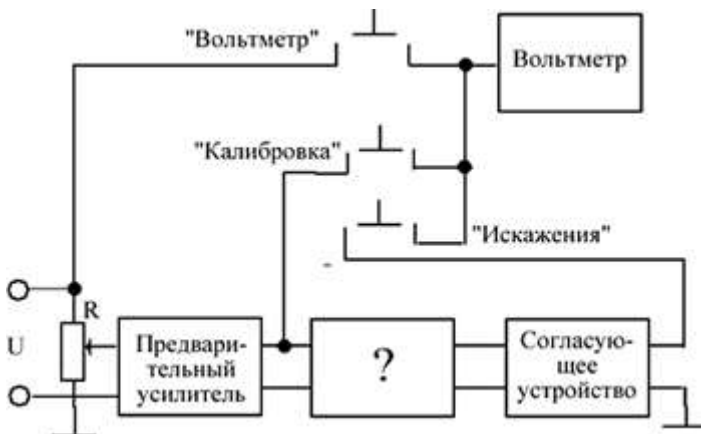 "Вольтметр"
Вольтметр
"Калибровка"
"Искажения"
R
U
Предвари-
тельный
усилитель
?
Согласую-
щее
устройство